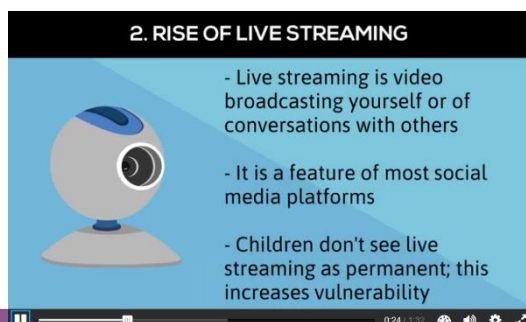 2. RISE OF LIVE STREAMING
- Live streaming is video
broadcasting yourself or of
conversations with others
- It is a feature of most social
media platforms
- Children don't see live
streaming as permanent; this
increases vulnerability
0:24 / 1:32